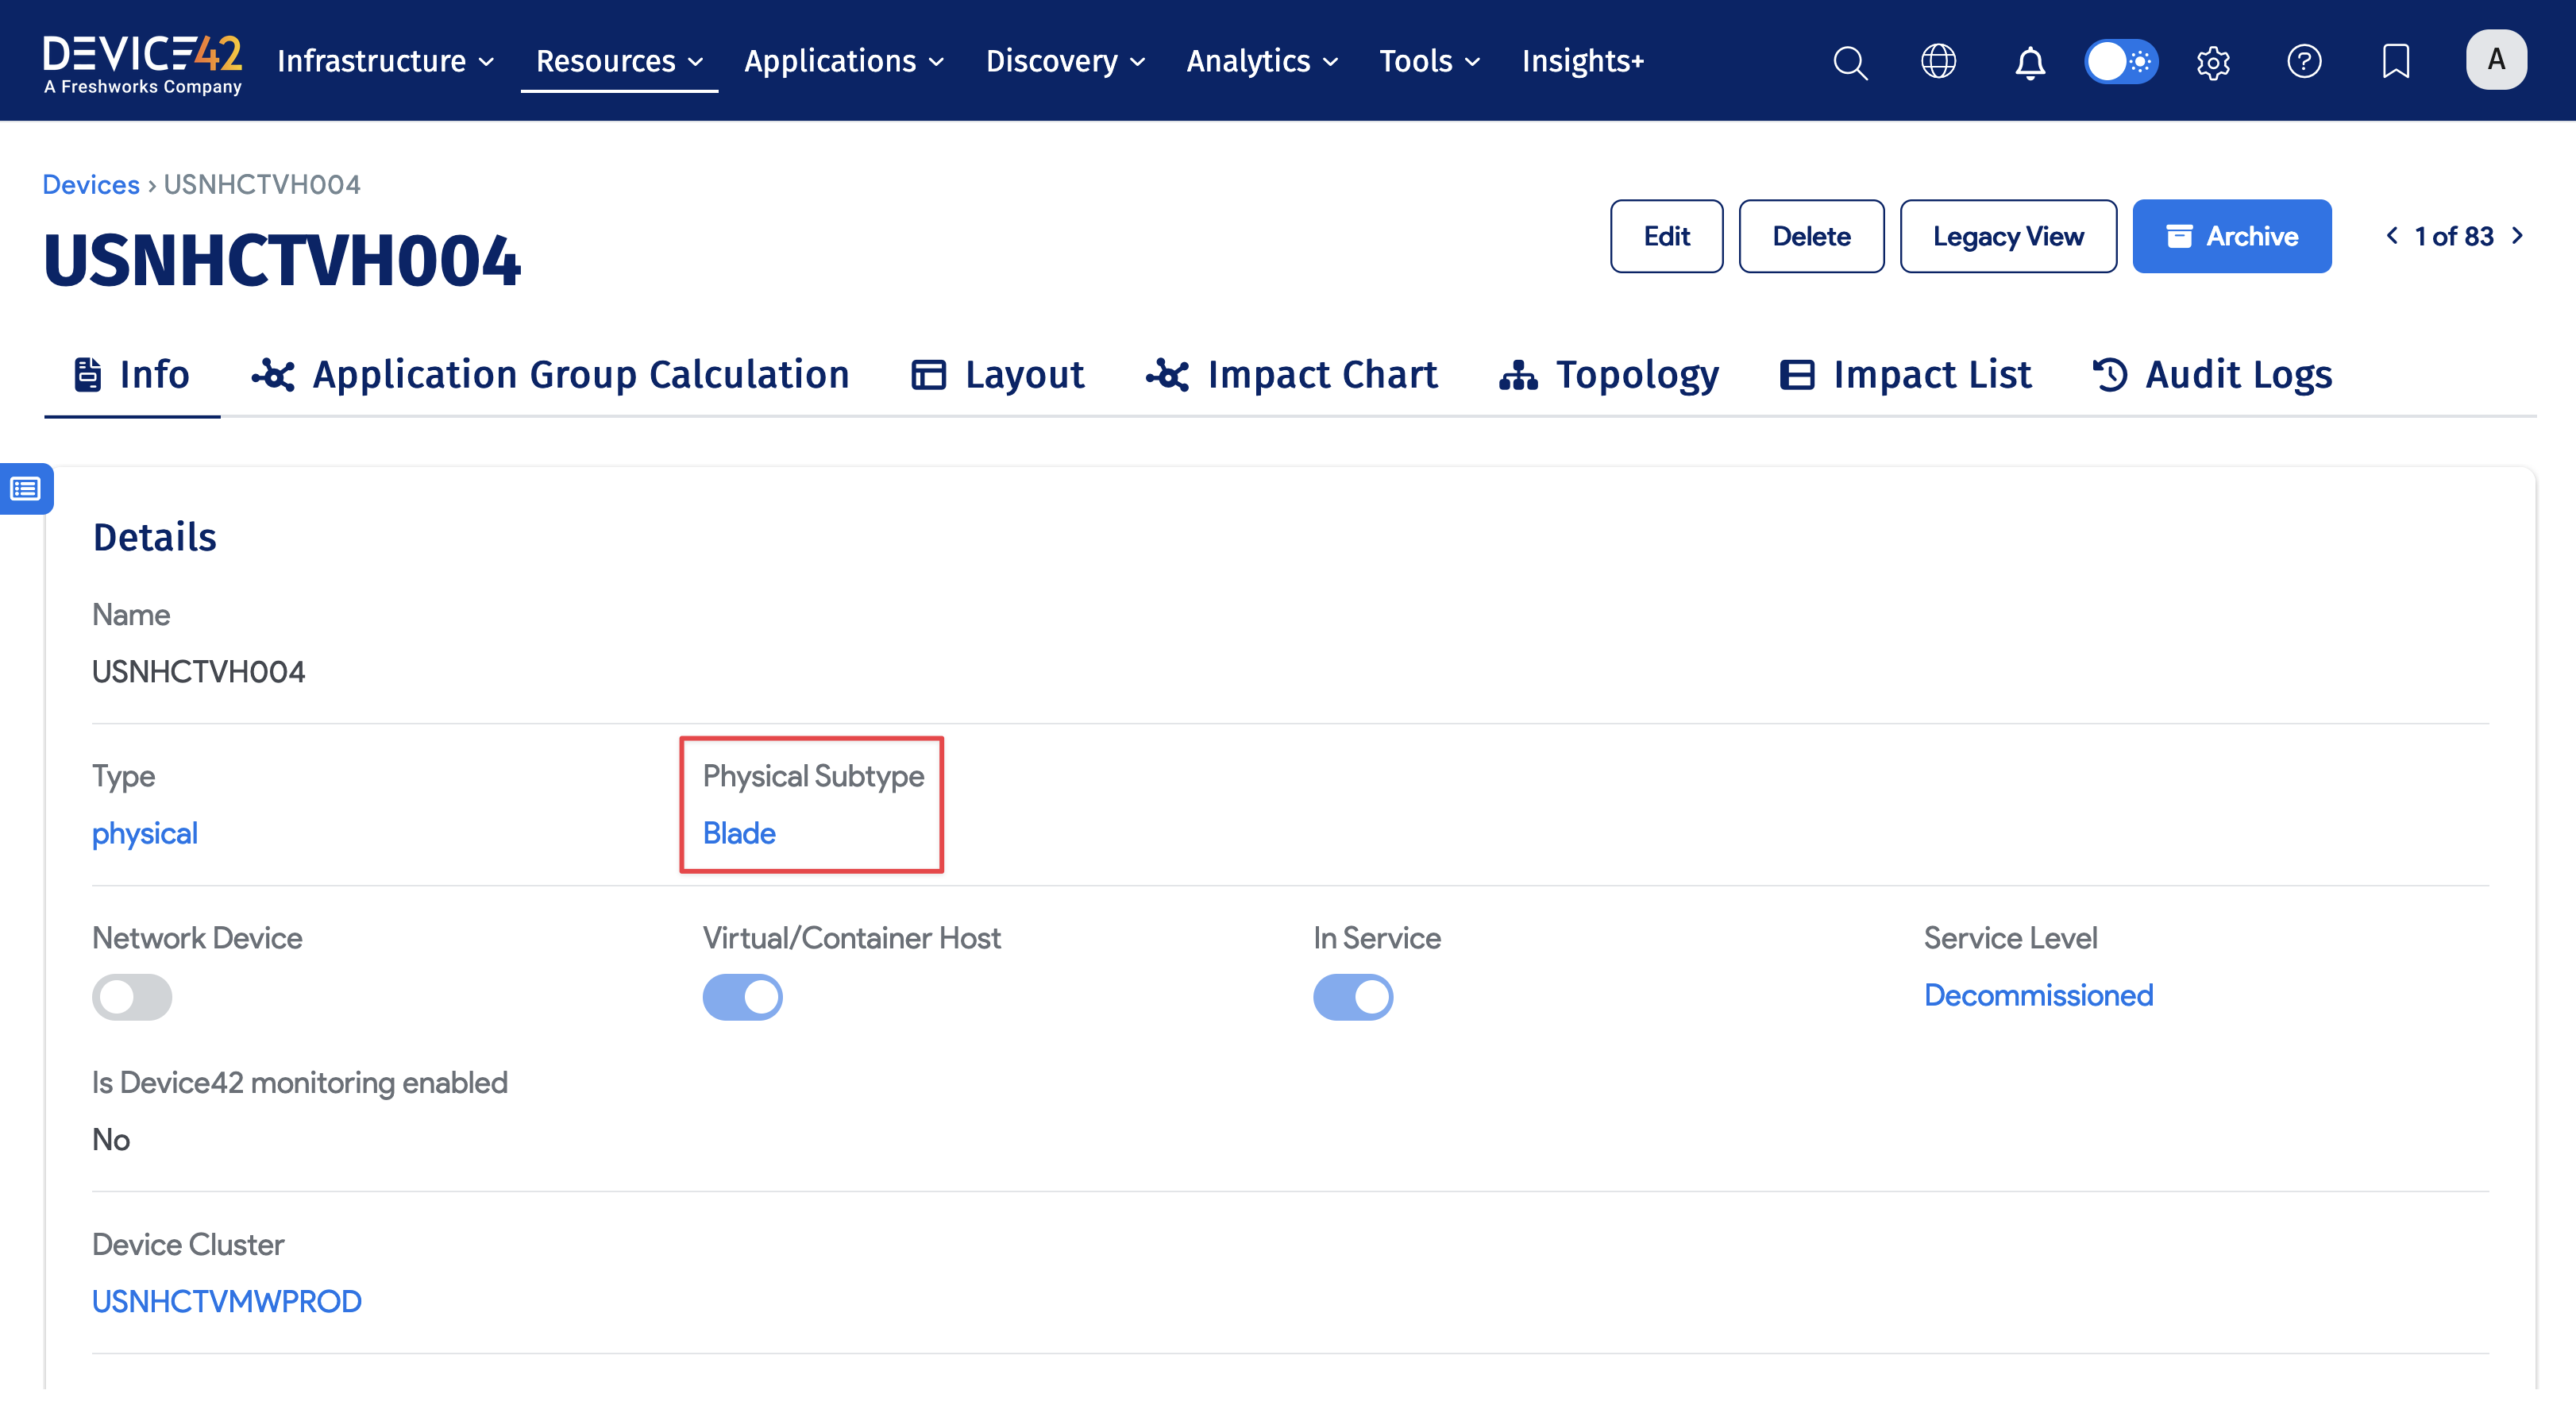 DEVICE42
A Freshworks Company
Infrastructure
Resources
Applications
Discovery
Analytics
Tools
Insights+
A
Devices › USNHCTVH004
USNHCTVH004
Edit
Delete
Legacy View
Archive
1 of 83
Info
Application Group Calculation
Layout
Impact Chart
Topology
Impact List
Audit Logs
Details
Name
USNHCTVH004
Type
Physical Subtype
physical
Blade
Network Device
Virtual/Container Host
In Service
Service Level
Decommissioned
Is Device42 monitoring enabled
No
Device Cluster
USNHCTVMWPROD